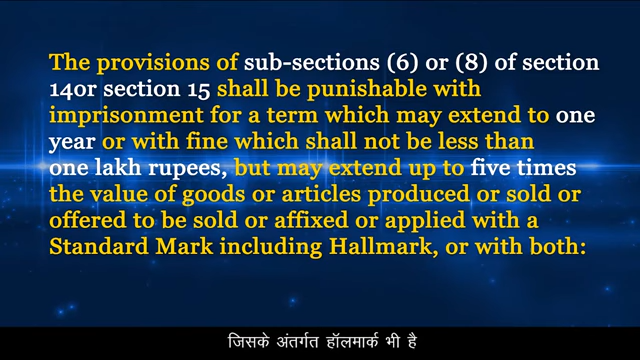 The provisions of sub-sections (6) or (8) of section
14or section 15 shall be punishable with
imprisonment for a term which may extend to one
year or with fine which shall not be less than
one lakh rupees, but may extend up to five times
the value of goods or articles produced or sold or
offered to be sold or affixed or applied with a
Standard Mark including Hallmark, or with both:
जिसके अंतर्गत हॉलमार्क भी है